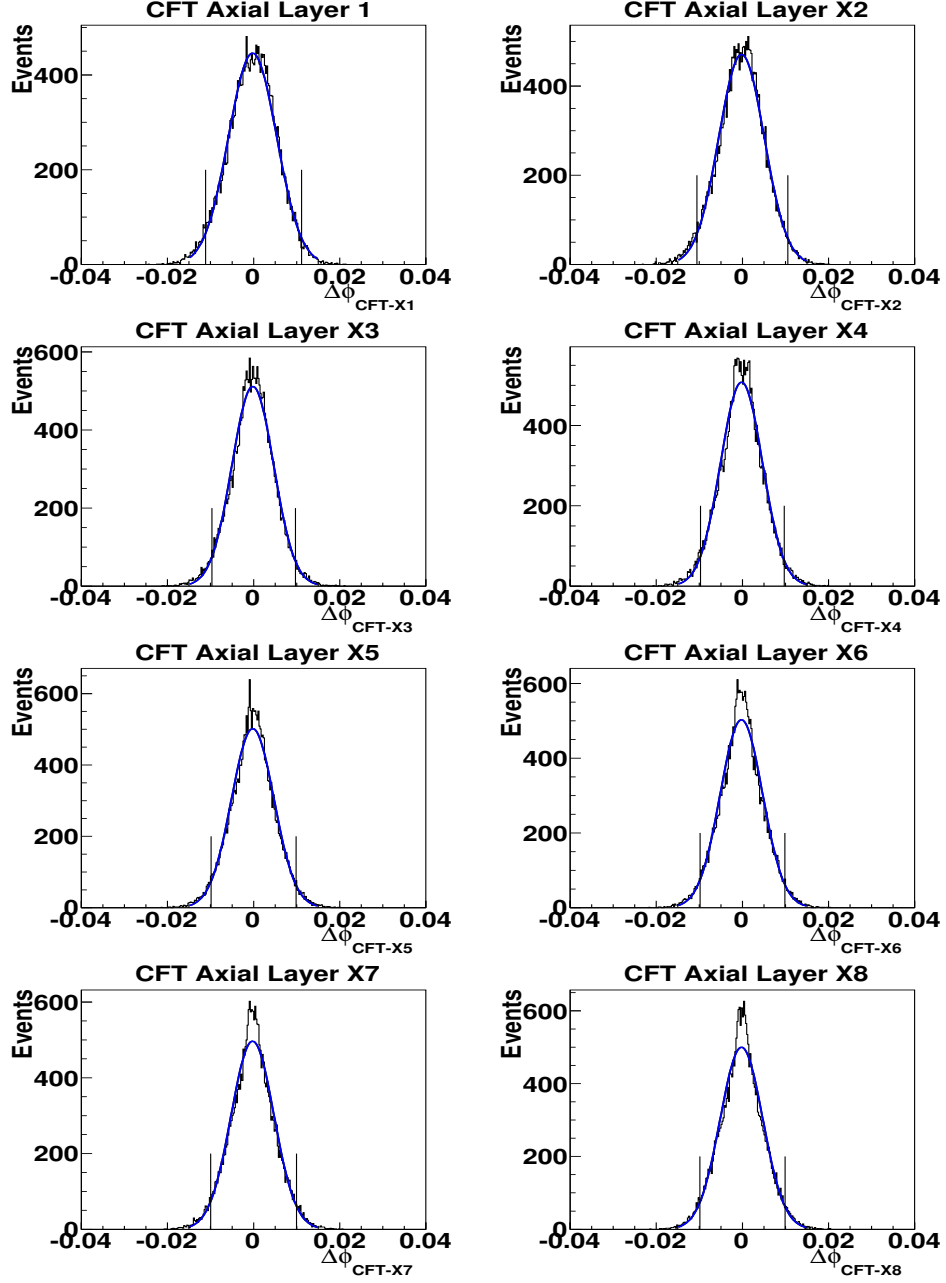 CFT Axial Layer 1
Events
400
200
0
-0.04 -0.02 0 0.02 0.04
Δϕ CFT-X1
CFT Axial Layer X2
Events
400
200
0
-0.04 -0.02 0 0.02 0.04
Δϕ CFT-X2
CFT Axial Layer X3
Events
600
400
200
0
-0.04 -0.02 0 0.02 0.04
Δϕ CFT-X3
CFT Axial Layer X4
Events
400
200
0
-0.04 -0.02 0 0.02 0.04
Δϕ CFT-X4
CFT Axial Layer X5
Events
600
400
200
0
-0.04 -0.02 0 0.02 0.04
Δϕ CFT-X5
CFT Axial Layer X6
Events
600
400
200
0
-0.04 -0.02 0 0.02 0.04
Δϕ CFT-X6
CFT Axial Layer X7
Events
600
400
200
0
-0.04 -0.02 0 0.02 0.04
Δϕ CFT-X7
CFT Axial Layer X8
Events
600
400
200
0
-0.04 -0.02 0 0.02 0.04
Δϕ CFT-X8